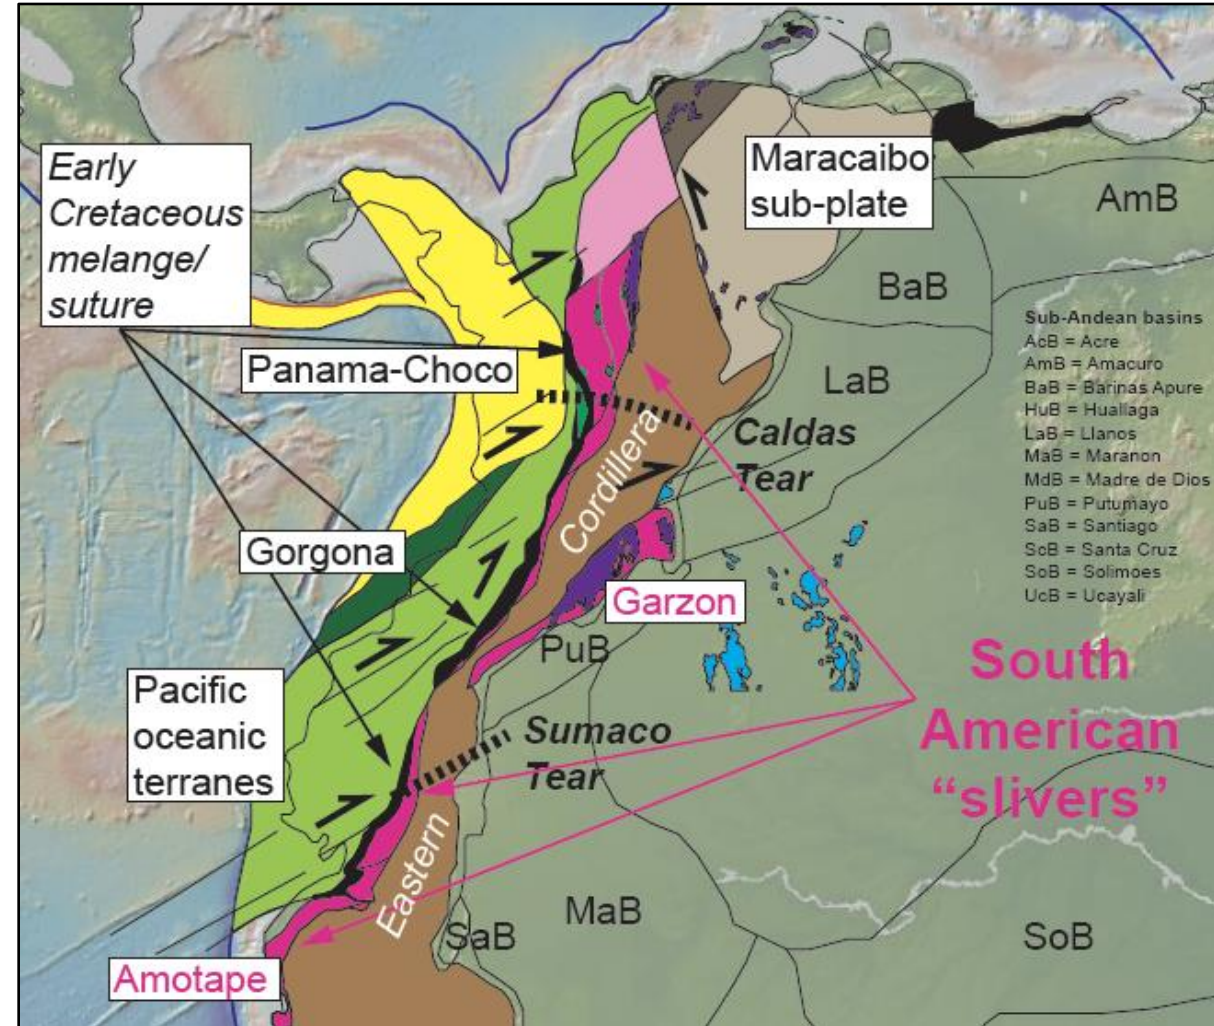 Early
Cretaceous
melange/
suture
Maracaibo
sub-plate
AmB
BaB
Panama-Choco
LaB
Sub-Andean basins
AcB = Acre
AmB = Amacuro
BaB = Barinas Apure
HuB = Huallaga
LaB = Llanos
MaB = Maranon
MdB = Madre de Dios
PuB = Putumayo
SaB = Santiago
ScB = Santa Cruz
SoB = Solimoes
UcB = Ucayali
Caldas
Tear
Cordillera
Gorgona
Garzon
PuB
South
American
“slivers”
Pacific
oceanic
terranes
Sumaco
Tear
Eastern
MaB
SaB
SoB
Amotape